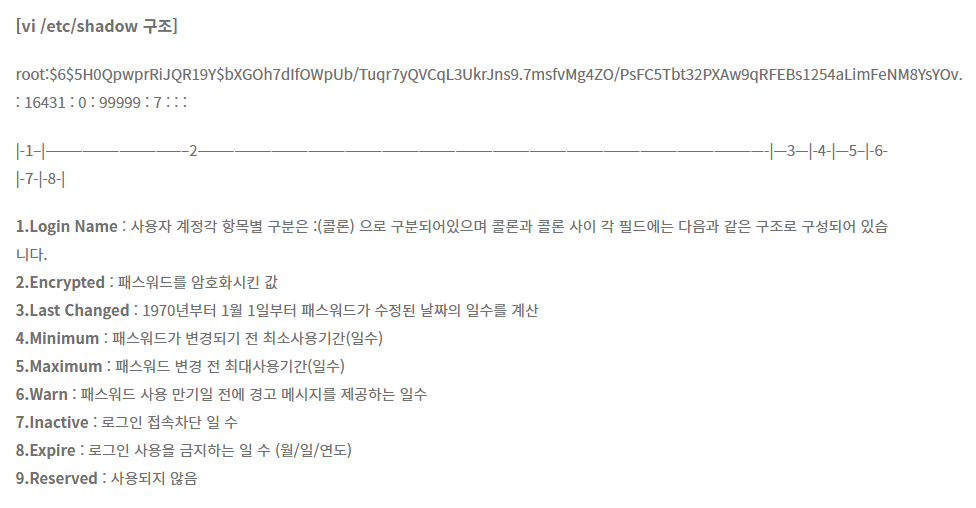 [vi /etc/shadow 구조]
root:$6$5H0QpwprRiJQR19Y$bXGOh7dIfOWpUb/Tuqr7yQVCqL3UkrJns9.7msfvMg4ZO/PsFC5Tbt32PXAw9qRFEBs1254aLimFeNM8YsYOv.
: 16431 : 0 : 99999 : 7 : : :
|-1–|———————————–2———————————————————————————————————————————————-|—3—|-4-|—5–|-6-
|-7-|-8-|
1.Login Name : 사용자 계정각 항목별 구분은 :(콜론) 으로 구분되어있으며 콜론과 콜론 사이 각 필드에는 다음과 같은 구조로 구성되어 있습
니다.
2.Encrypted : 패스워드를 암호화시킨 값
3.Last Changed : 1970년부터 1월 1일부터 패스워드가 수정된 날짜의 일수를 계산
4.Minimum : 패스워드가 변경되기 전 최소사용기간(일수)
5.Maximum : 패스워드 변경 전 최대사용기간(일수)
6.Warn : 패스워드 사용 만기일 전에 경고 메시지를 제공하는 일수
7.Inactive : 로그인 접속차단 일 수
8.Expire : 로그인 사용을 금지하는 일 수 (월/일/연도)
9.Reserved : 사용되지 않음